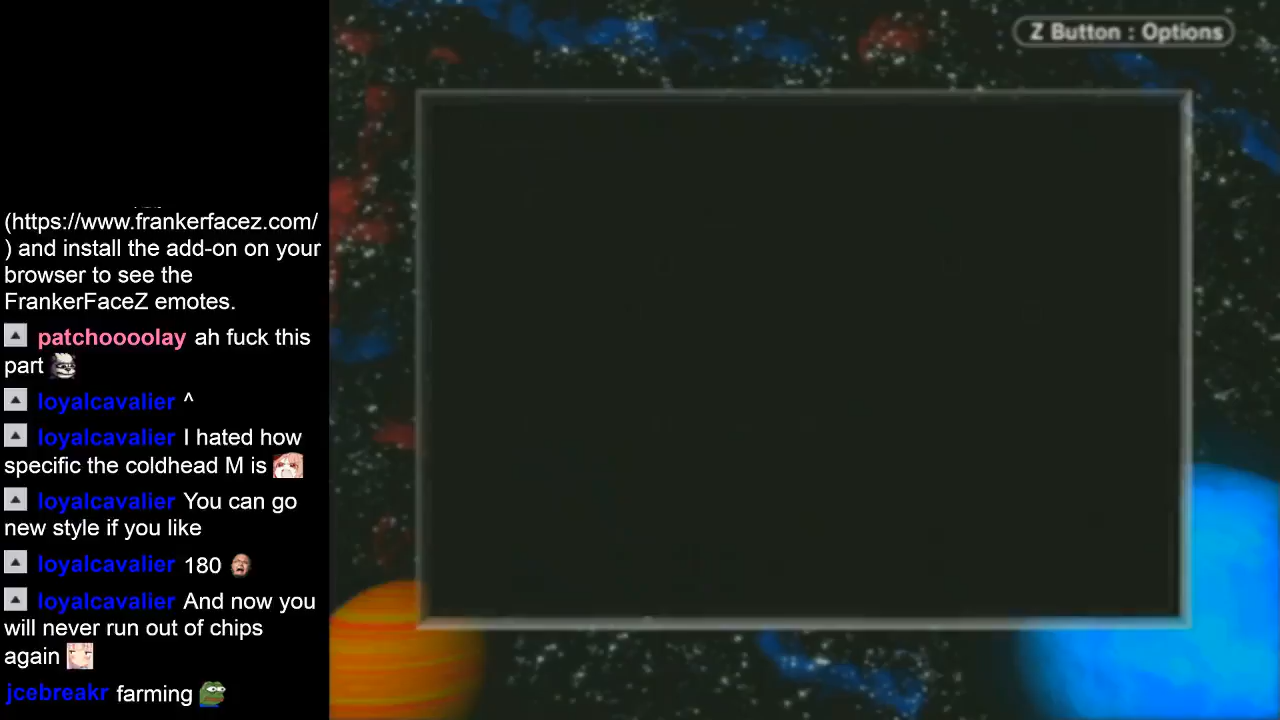 Z Button : Options
(https://www.frankerfacez.com/
) and install the add-on on your
browser to see the
FrankerFaceZ emotes.
patchoooolay ah fuck this
part
loyalcavalier ^
loyalcavalier I hated how
specific the coldhead M is
loyalcavalier You can go
new style if you like
loyalcavalier 180
loyalcavalier And now you
will never run out of chips
again
jcebreakr farming